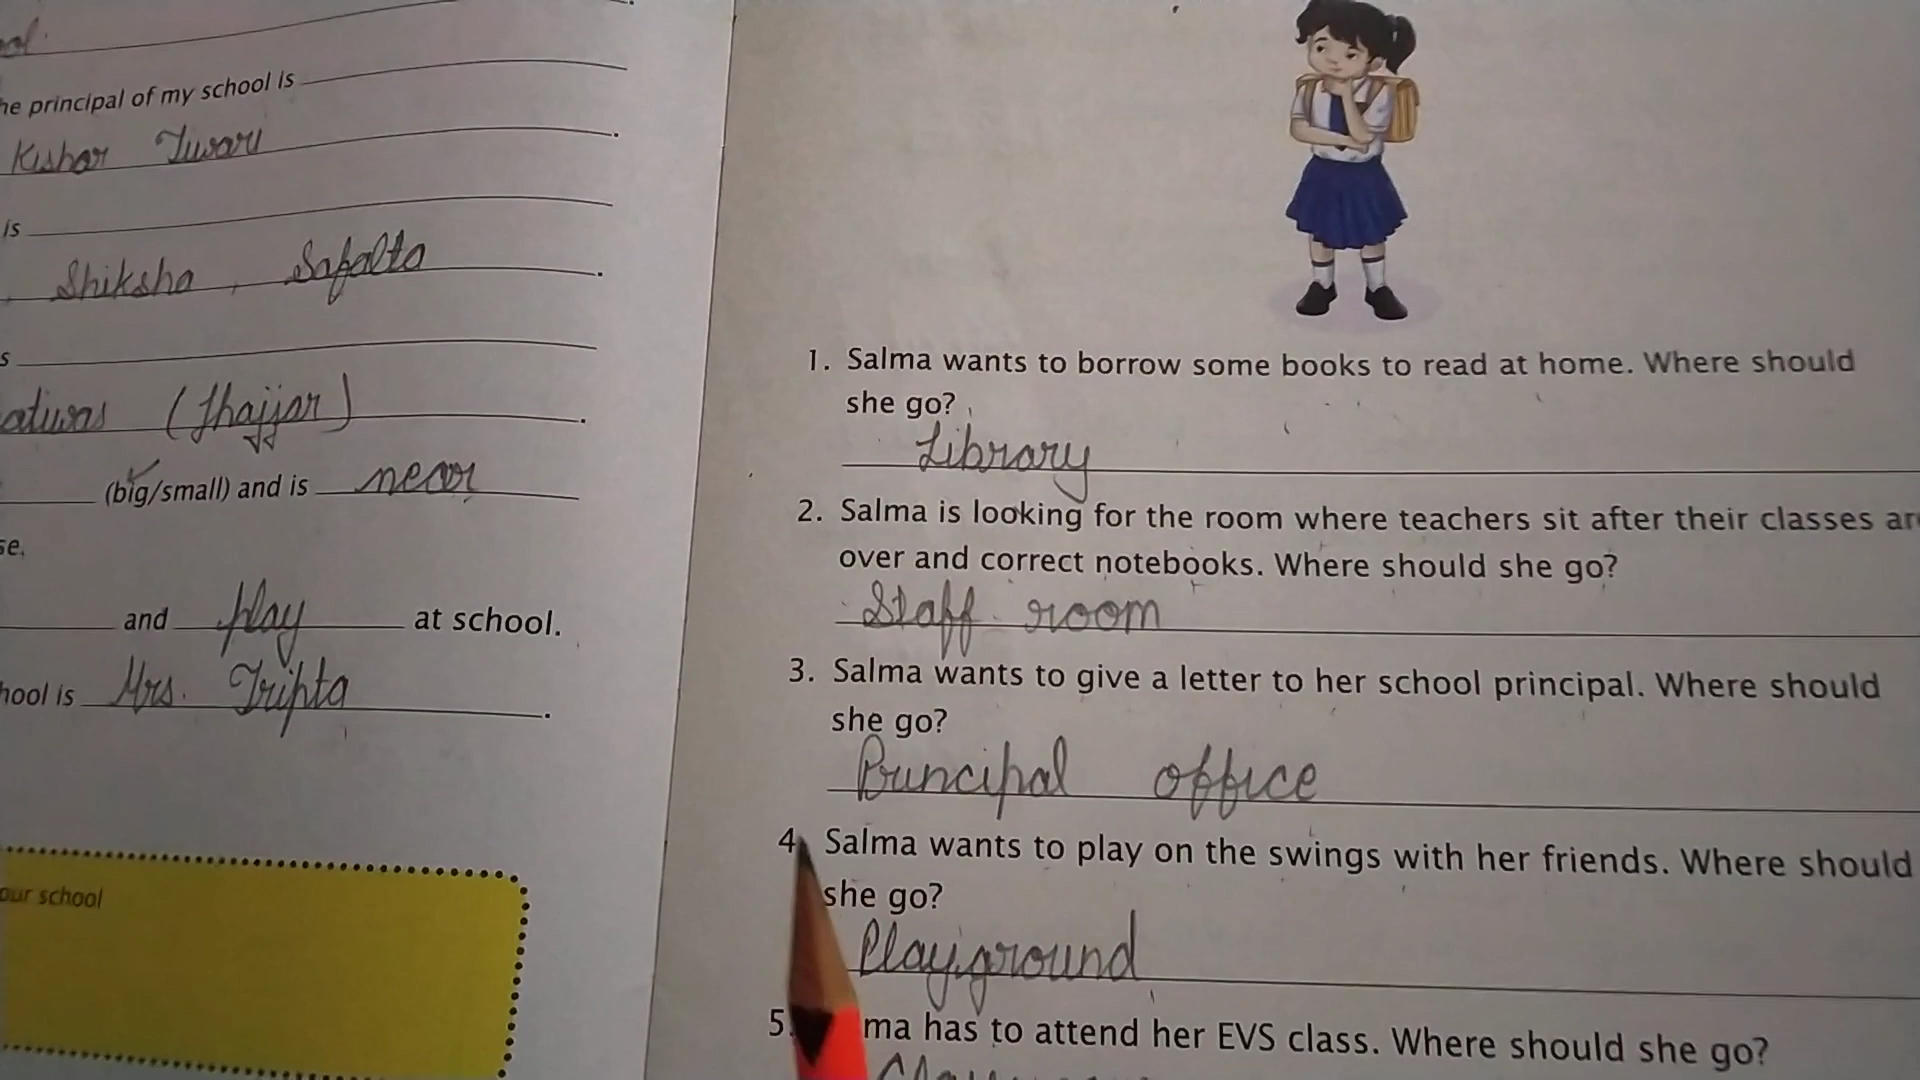 he principal of my school is
Kishor Tiwari
is
Shiksha , Safalta
s
atiwas (Jhajjar)
(big/small) and is near
se.
and play at school.
hool is Mrs. Tripta.
our school
1. Salma wants to borrow some books to read at home. Where should
she go?
Library
2. Salma is looking for the room where teachers sit after their classes ar
over and correct notebooks. Where should she go?
Staff room
3. Salma wants to give a letter to her school principal. Where should
she go?
Principal office
4. Salma wants to play on the swings with her friends. Where should
she go?
Playground
5. ma has to attend her EVS class. Where should she go?